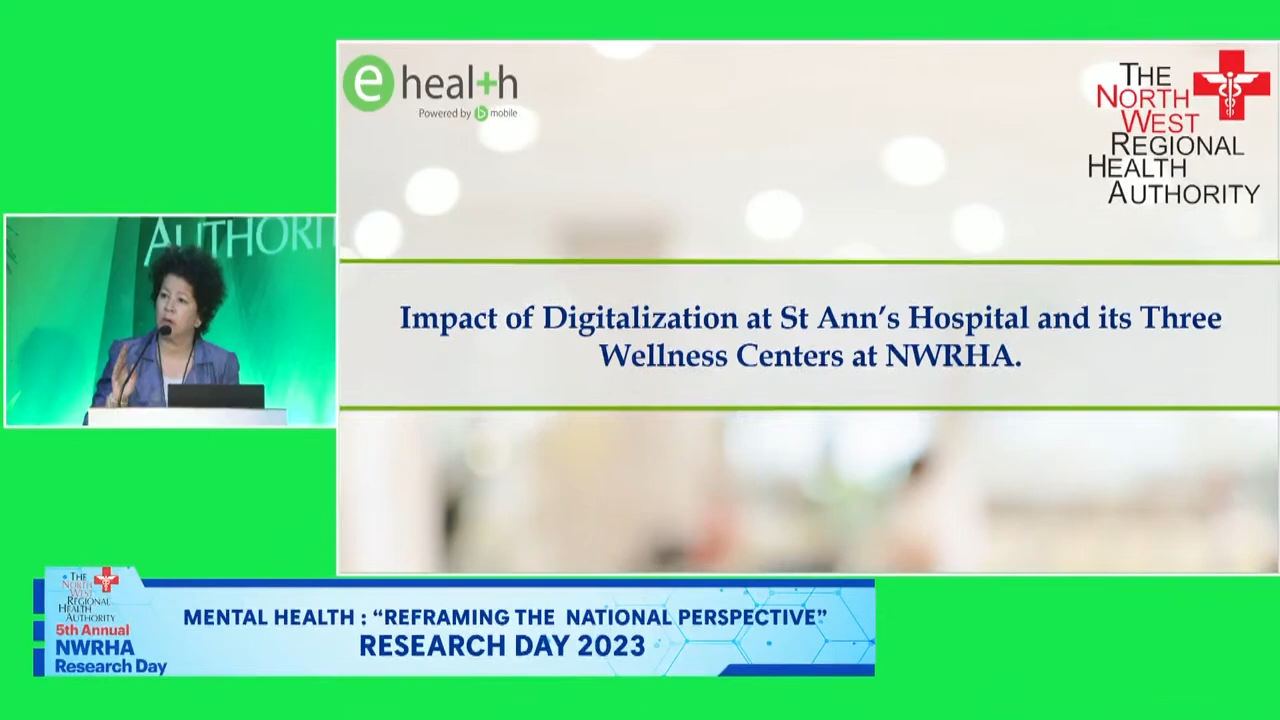 e health
Powered by b mobile
THE
NORTH
WEST
REGIONAL
HEALTH
AUTHORITY
AUTHORIT
Impact of Digitalization at St Ann’s Hospital and its Three
Wellness Centers at NWRHA.
THE
NORTH
WEST
REGIONAL
HEALTH
AUTHORITY
5th Annual
NWRHA
Research Day
MENTAL HEALTH : “REFRAMING THE NATIONAL PERSPECTIVE”
RESEARCH DAY 2023